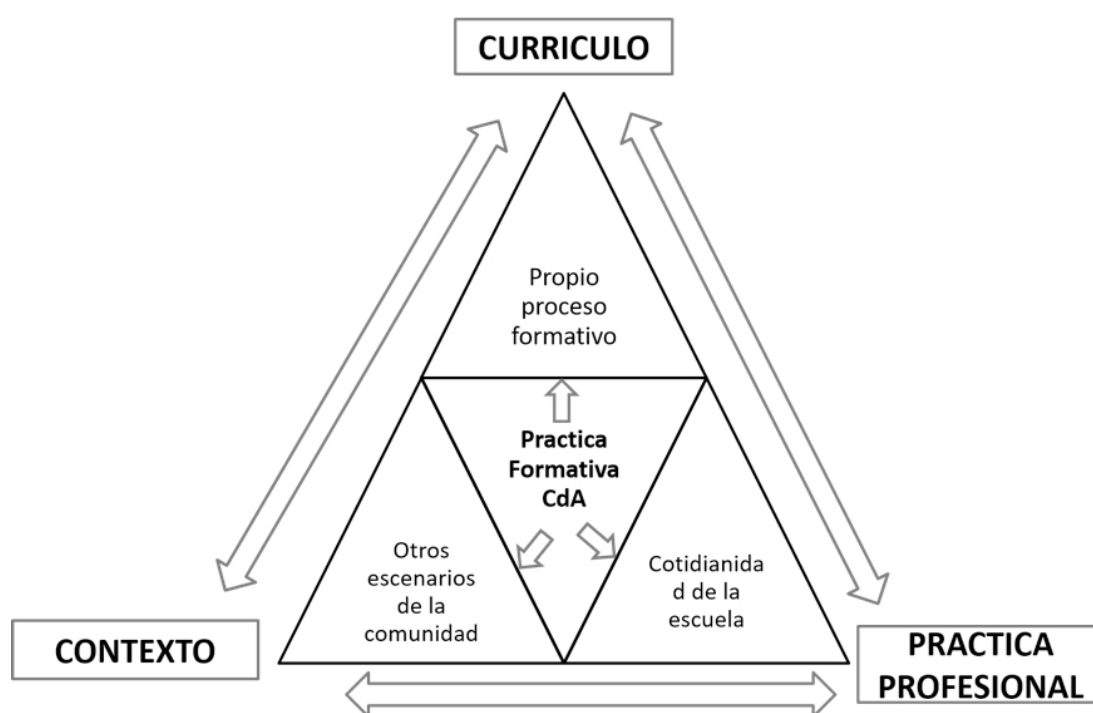 CURRICULO
Propio
proceso
formativo
Practica
Formativa
CdA
Otros
escenarios
de la
comunidad
Cotidianida
d de la
escuela
CONTEXTO
PRACTICA
PROFESIONAL